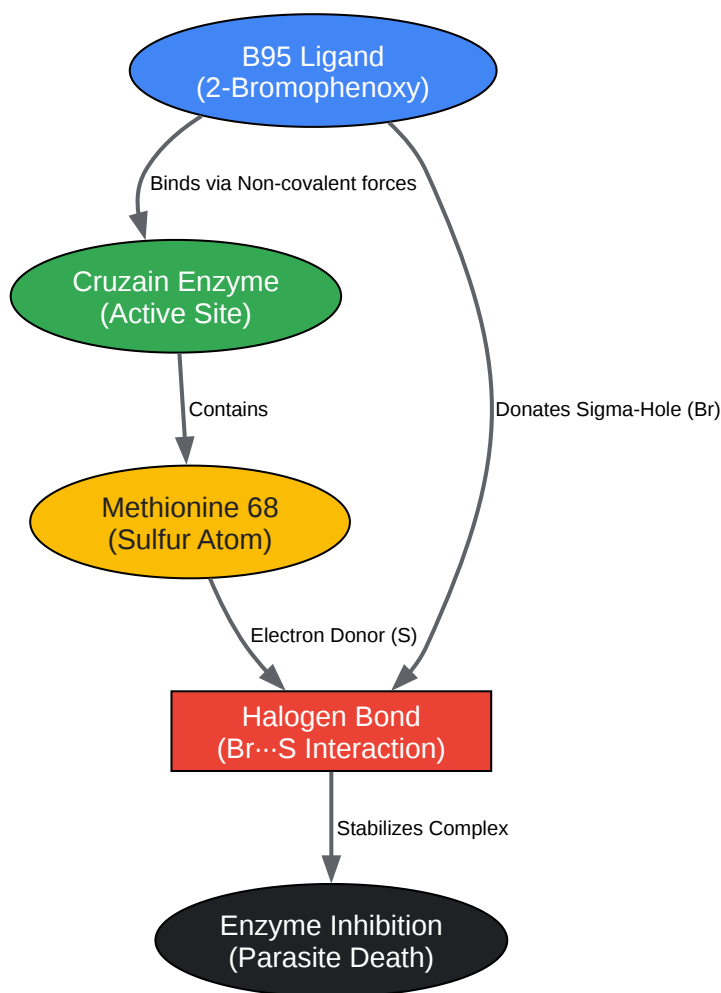 B95 Ligand
(2-Bromophenoxy)
Binds via Non-covalent forces
Cruzain Enzyme
(Active Site)
Donates Sigma-Hole (Br)
Contains
Methionine 68
(Sulfur Atom)
Electron Donor (S)
Halogen Bond
(Br···S Interaction)
Stabilizes Complex
Enzyme Inhibition
(Parasite Death)